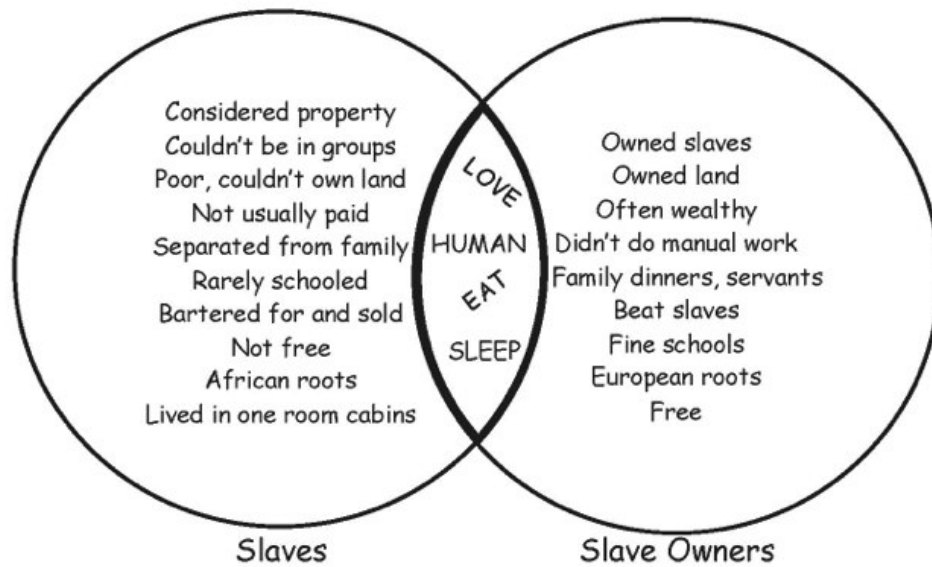 Considered property
Couldn't be in groups
Poor, couldn't own land
Not usually paid
Separated from family
Rarely schooled
Bartered for and sold
Not free
African roots
Lived in one room cabins
LOVE
HUMAN
EAT
SLEEP
Owned slaves
Owned land
Often wealthy
Didn't do manual work
Family dinners, servants
Beat slaves
Fine schools
European roots
Free
Slaves
Slave Owners